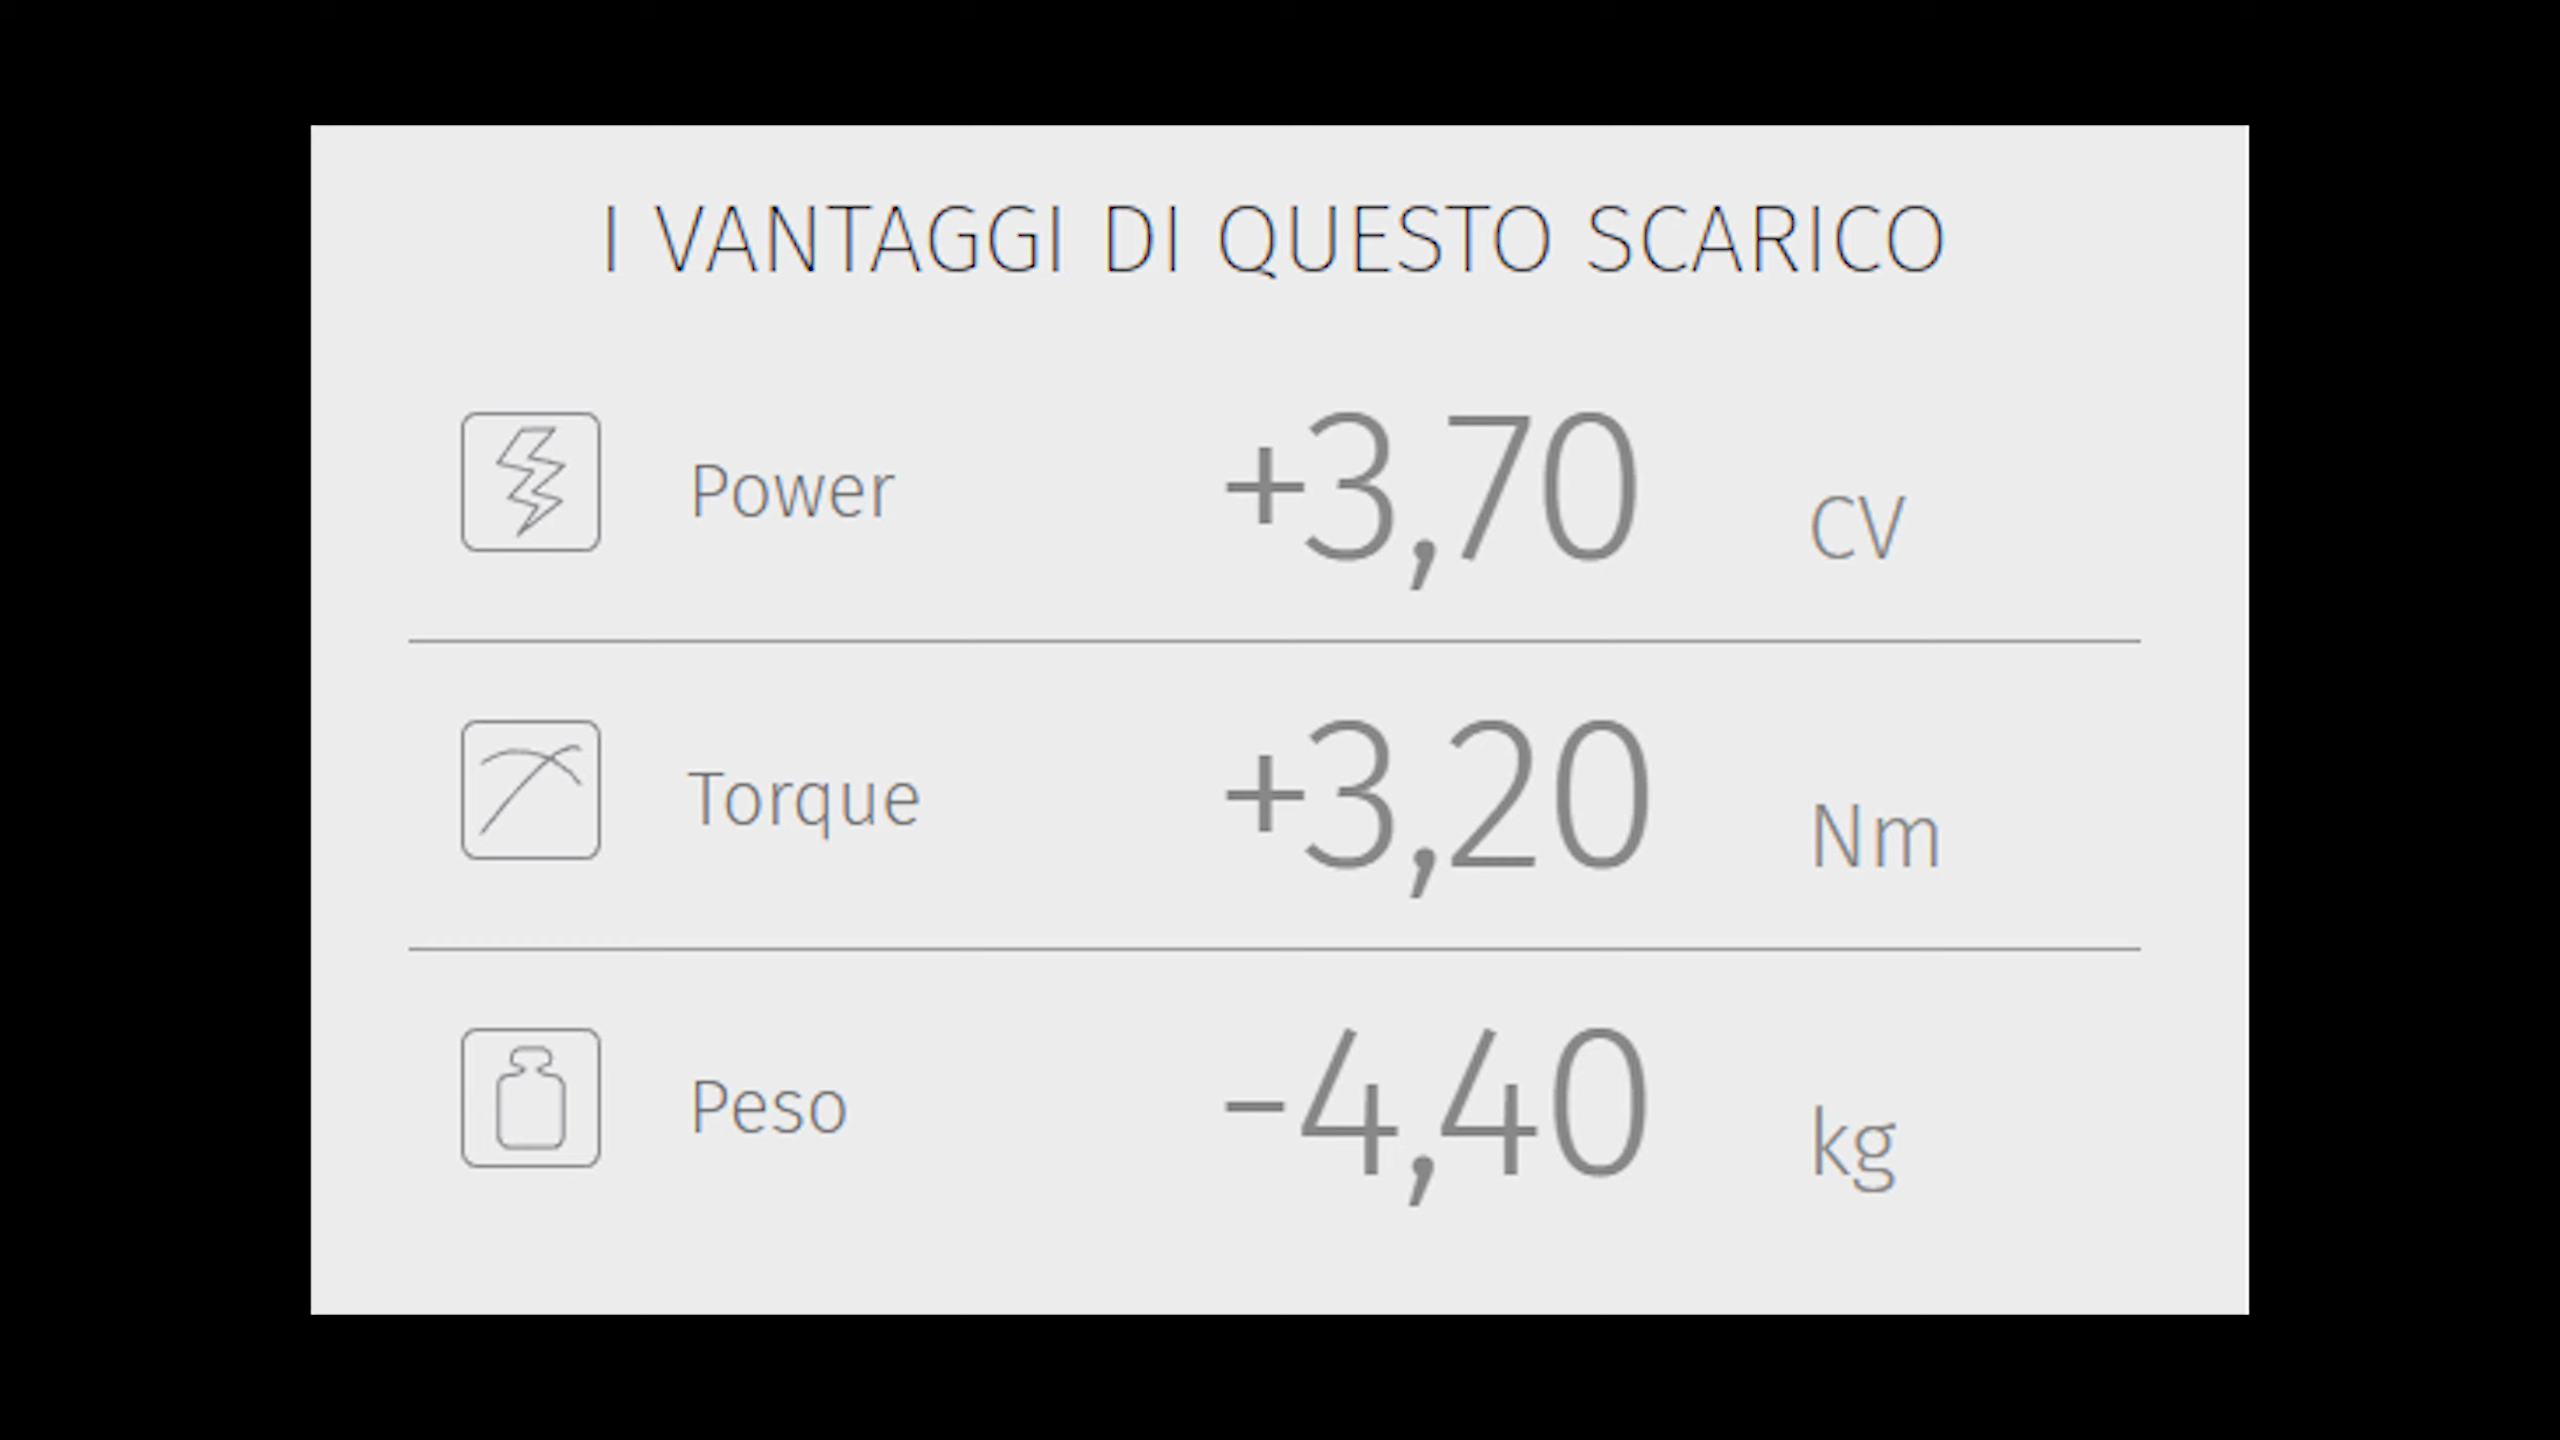 I VANTAGGI DI QUESTO SCARICO
Power +3,70 CV
Torque +3,20 Nm
Peso -4,40 kg